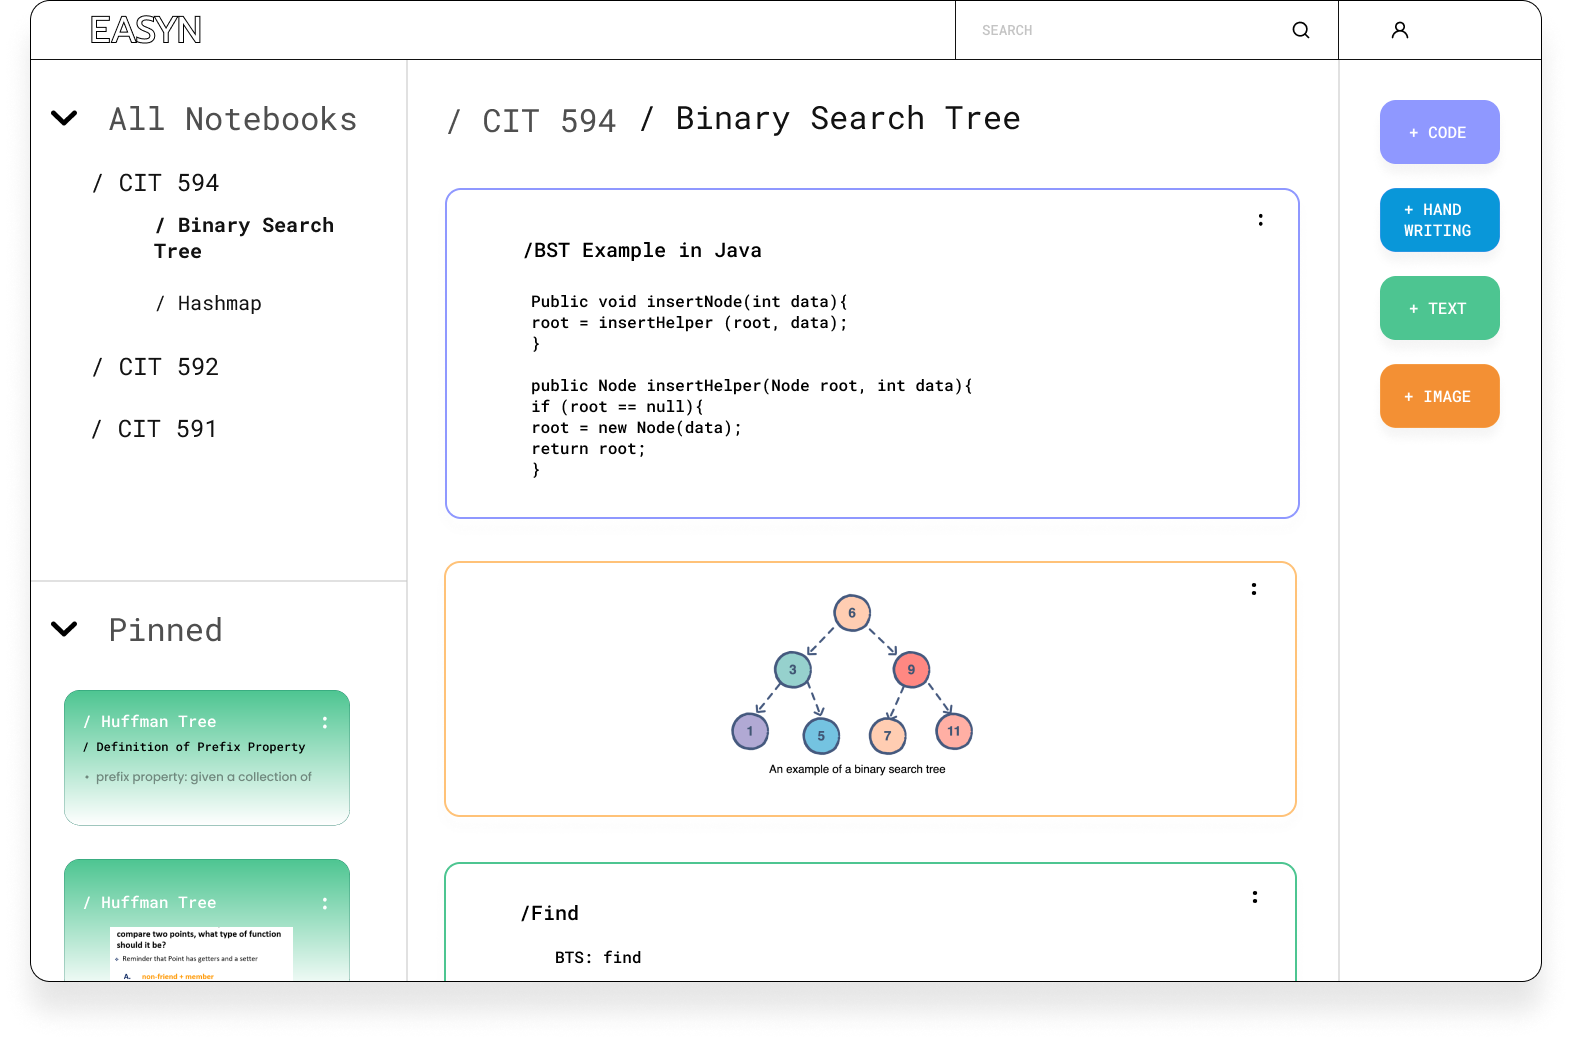 EASYN
SEARCH
All Notebooks
/ CIT 594
/ Binary Search
Tree
/ Hashmap
/ CIT 592
/ CIT 591
Pinned
/ Huffman Tree
/ Definition of Prefix Property
• prefix property: given a collection of
/ Huffman Tree
compare two points, what type of function
should it be?
Reminder that Point has getters and a setter
A. non-friend + member
/ CIT 594 / Binary Search Tree
/BST Example in Java
Public void insertNode(int data){
root = insertHelper (root, data);
}
public Node insertHelper(Node root, int data){
if (root == null){
root = new Node(data);
return root;
}
6
3
9
1
5
7
11
An example of a binary search tree
/Find
BTS: find
+ CODE
+ HAND
WRITING
+ TEXT
+ IMAGE